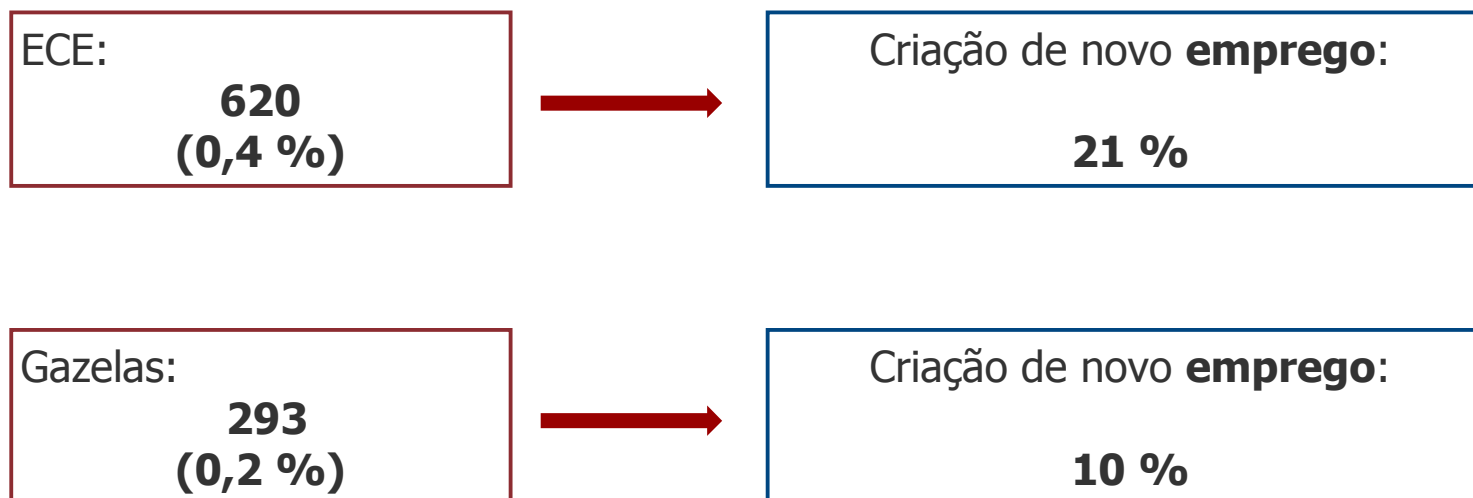 ECE:
620
(0,4 %)
Criação de novo emprego:
21 %
Gazelas:
293
(0,2 %)
Criação de novo emprego:
10 %